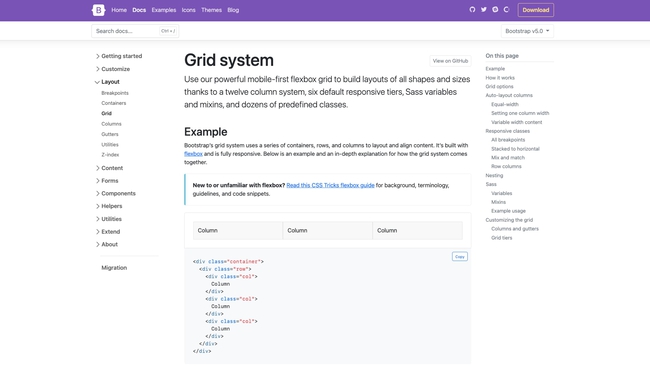 B Home Docs Examples Icons Themes Blog Download
Search docs... Ctrl + / Bootstrap v5.0
Getting started
Customize
Layout
Breakpoints
Containers
Grid
Columns
Gutters
Utilities
Z-index
Content
Forms
Components
Helpers
Utilities
Extend
About
Migration
Grid system
View on GitHub
Use our powerful mobile-first flexbox grid to build layouts of all shapes and sizes
thanks to a twelve column system, six default responsive tiers, Sass variables
and mixins, and dozens of predefined classes.
Example
Bootstrap's grid system uses a series of containers, rows, and columns to layout and align content. It's built with
flexbox and is fully responsive. Below is an example and an in-depth explanation for how the grid system comes
together.
New to or unfamiliar with flexbox? Read this CSS Tricks flexbox guide for background, terminology,
guidelines, and code snippets.
Column Column Column
Copy
<div class="container">
<div class="row">
<div class="col">
Column
</div>
<div class="col">
Column
</div>
<div class="col">
Column
</div>
</div>
</div>
On this page
Example
How it works
Grid options
Auto-layout columns
Equal-width
Setting one column width
Variable width content
Responsive classes
All breakpoints
Stacked to horizontal
Mix and match
Row columns
Nesting
Sass
Variables
Mixins
Example usage
Customizing the grid
Columns and gutters
Grid tiers